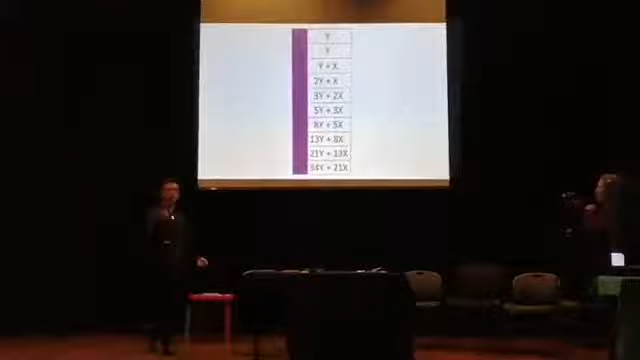 Y
Y
Y + X
2Y + X
3Y + 2X
5Y + 3X
8Y + 5X
13Y + 8X
21Y + 13X
34Y + 21X